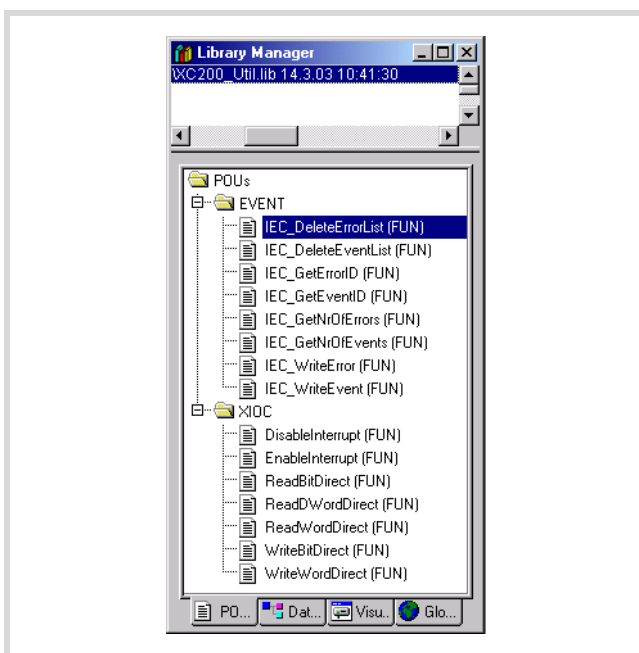 Library Manager
\XC200_Util.lib 14.3.03 10:41:30
POUs
EVENT
IEC_DeleteErrorList (FUN)
IEC_DeleteEventList (FUN)
IEC_GetErrorID (FUN)
IEC_GetEventID (FUN)
IEC_GetNrOfErrors (FUN)
IEC_GetNrOfEvents (FUN)
IEC_WriteError (FUN)
IEC_WriteEvent (FUN)
XIOC
DisableInterrupt (FUN)
EnableInterrupt (FUN)
ReadBitDirect (FUN)
ReadDWordDirect (FUN)
ReadWordDirect (FUN)
WriteBitDirect (FUN)
WriteWordDirect (FUN)
PO... Dat... Visu.. Glo...